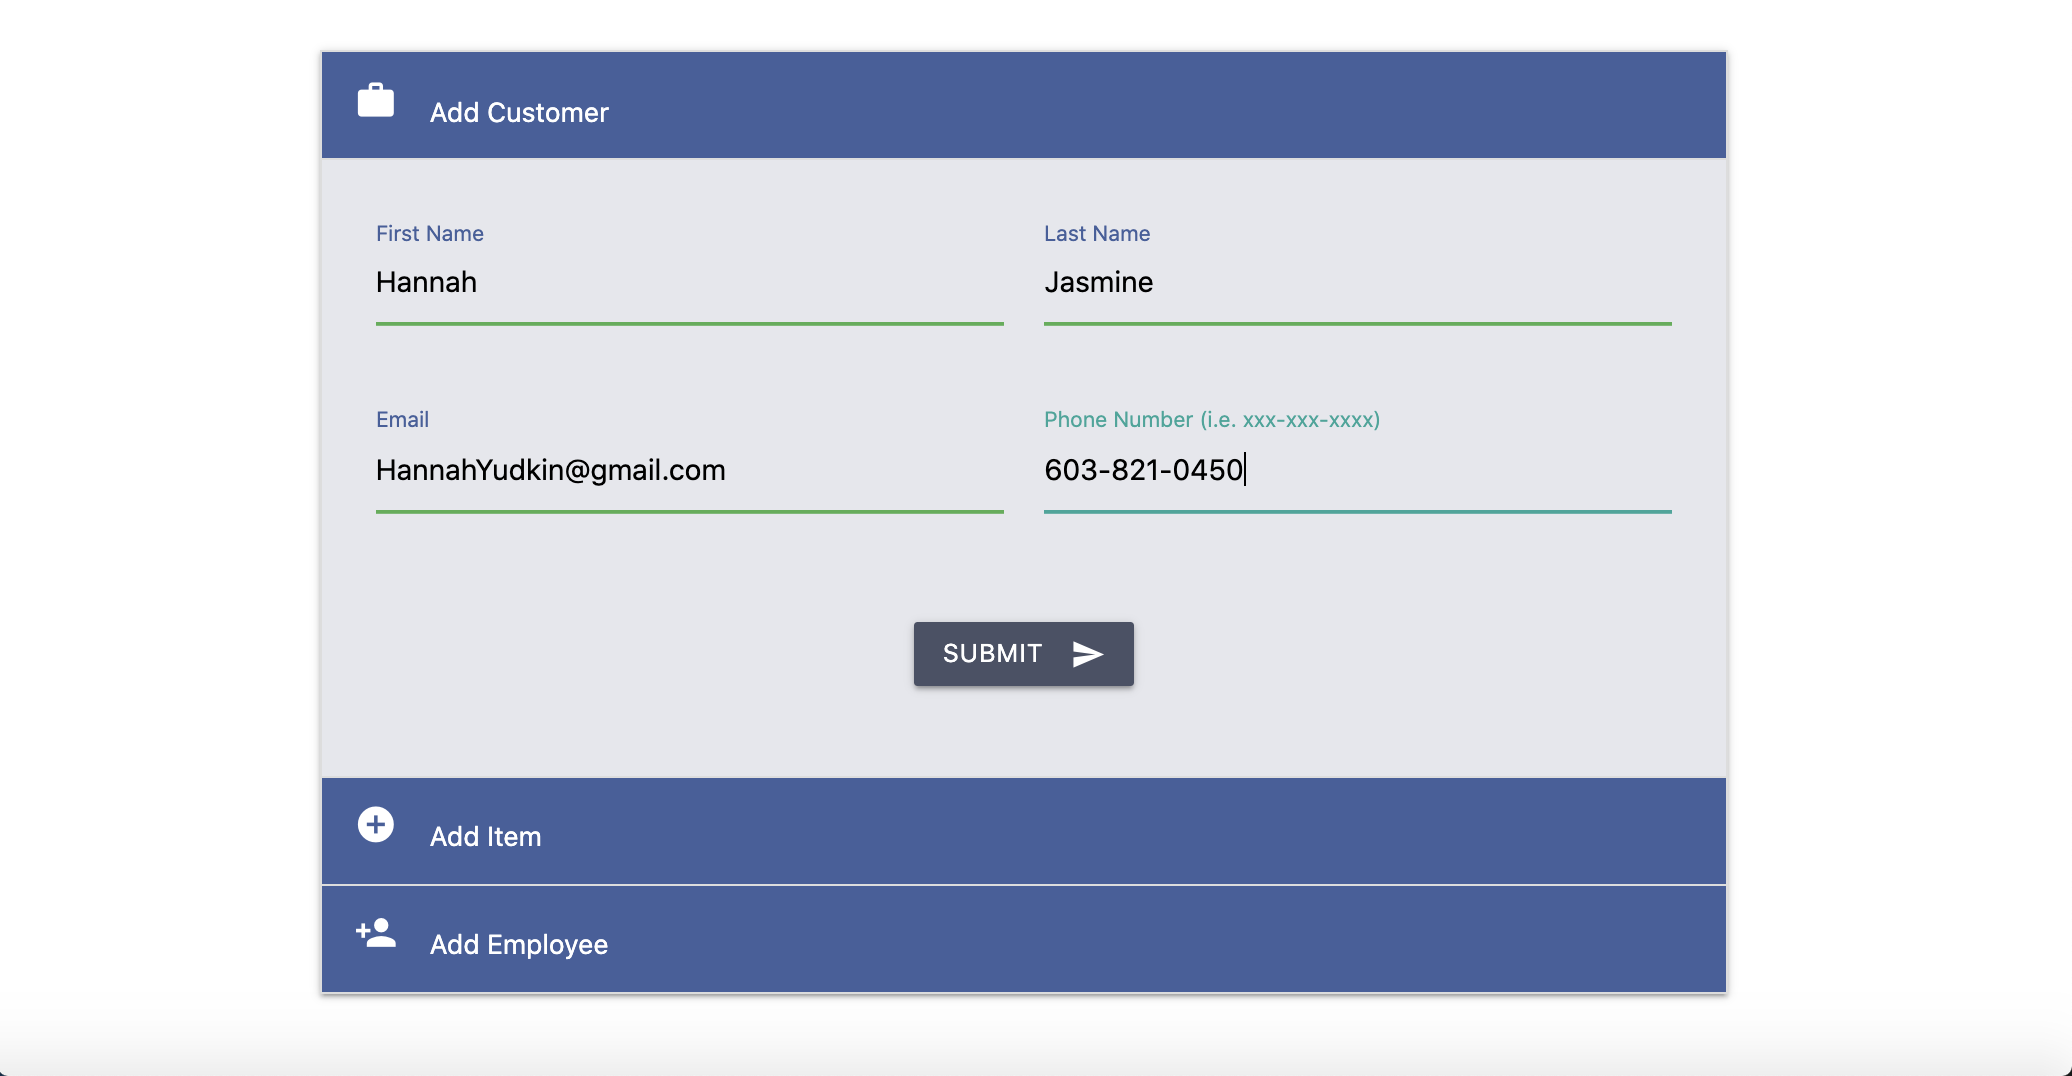 Add Customer
First Name
Last Name
Hannah
Jasmine
Email
Phone Number (i.e. xxx-xxx-xxxx)
HannahYudkin@gmail.com
603-821-0450
SUBMIT
Add Item
Add Employee